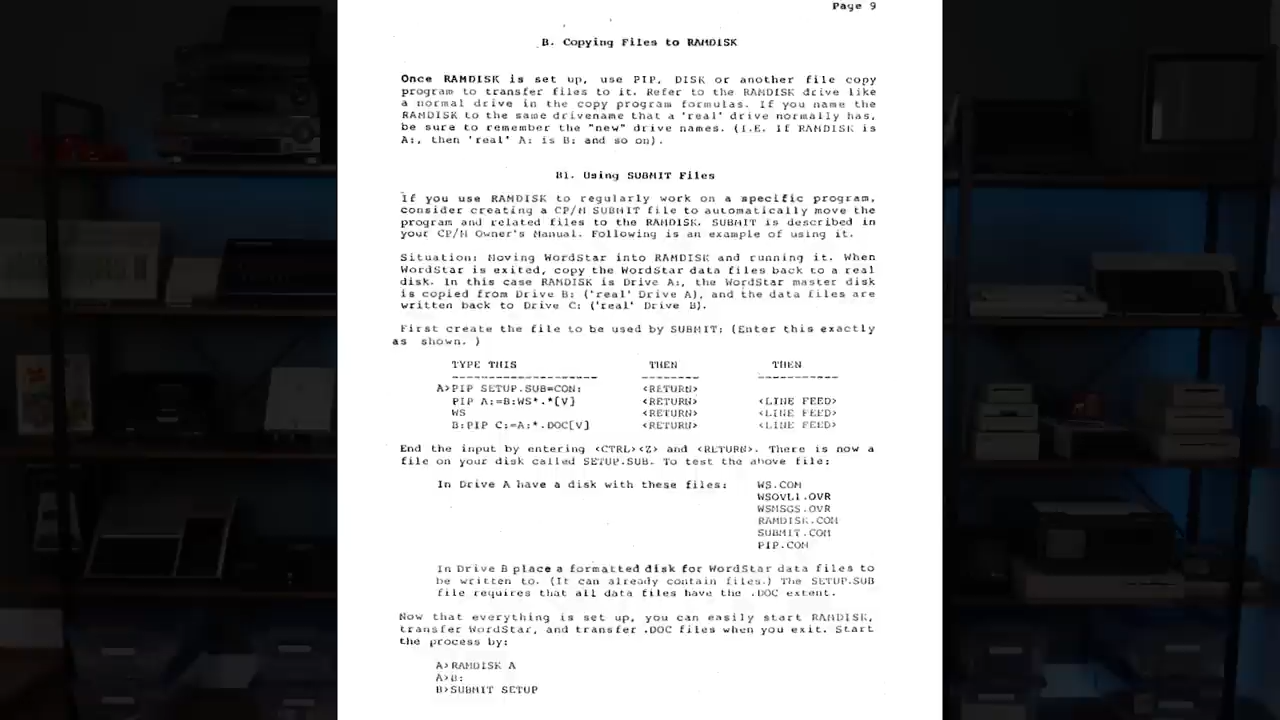 Page 9
B. Copying Files to RAMDISK
Once RAMDISK is set up, use PIP, DISK or another file copy
program to transfer files to it. Refer to the RAMDISK drive like
a normal drive in the copy program formulas. If you name the
RAMDISK to the same drivename that a 'real' drive normally has,
be sure to remember the "new" drive names. (I.E. if RAMDISK is
A:, then 'real' A: is B: and so on).
B1. Using SUBMIT Files
If you use RAMDISK to regularly work on a specific program,
consider creating a CP/M SUBMIT file to automatically move the
program and related files to the RAMDISK. SUBMIT is described in
your CP/M Owner's Manual. Following is an example of using it.
Situation: Moving WordStar into RAMDISK and running it. When
WordStar is exited, copy the WordStar data files back to a real
disk. In this case RAMDISK is Drive A:, the WordStar master disk
is copied from Drive B: ('real' Drive A), and the data files are
written back to Drive C: ('real' Drive B).
First create the file to be used by SUBMIT: (Enter this exactly
as shown. )
TYPE THIS THEN THEN
A>PIP SETUP.SUB=CON: <RETURN>
PIP A:=B:WS*.*[V] <RETURN> <LINE FEED>
WS <RETURN> <LINE FEED>
B:PIP C:=A:*.DOC[V] <RETURN> <LINE FEED>
End the input by entering <CTRL><Z> and <RETURN>. There is now a
file on your disk called SETUP.SUB. To test the above file:
In Drive A have a disk with these files: WS.COM
WSOVL1.OVR
WSMSGS.OVR
RAMDISK.COM
SUBMIT.COM
PIP.COM
In Drive B place a formatted disk for WordStar data files to
be written to. (It can already contain files.) The SETUP.SUB
file requires that all data files have the .DOC extent.
Now that everything is set up, you can easily start RAMDISK,
transfer WordStar, and transfer .DOC files when you exit. Start
the process by:
A>RAMDISK A
A>B:
B>SUBMIT SETUP